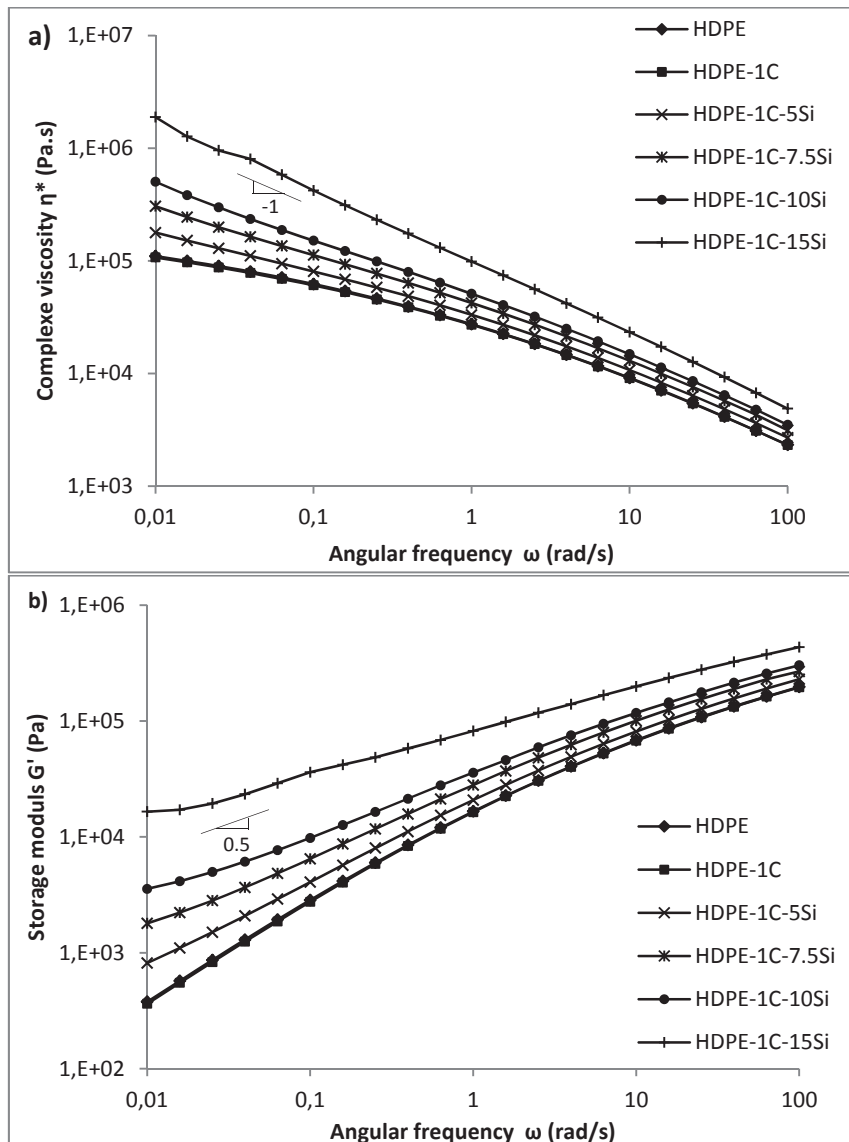 a)
1,E+07
1,E+06
1,E+05
1,E+04
1,E+03
Complexe viscosity η* (Pa.s)
-1
HDPE
HDPE-1C
HDPE-1C-5Si
HDPE-1C-7.5Si
HDPE-1C-10Si
HDPE-1C-15Si
0,01 0,1 1 10 100
Angular frequency ω (rad/s)
b)
1,E+06
1,E+05
1,E+04
1,E+03
1,E+02
Storage moduls G' (Pa)
0.5
HDPE
HDPE-1C
HDPE-1C-5Si
HDPE-1C-7.5Si
HDPE-1C-10Si
HDPE-1C-15Si
0,01 0,1 1 10 100
Angular frequency ω (rad/s)